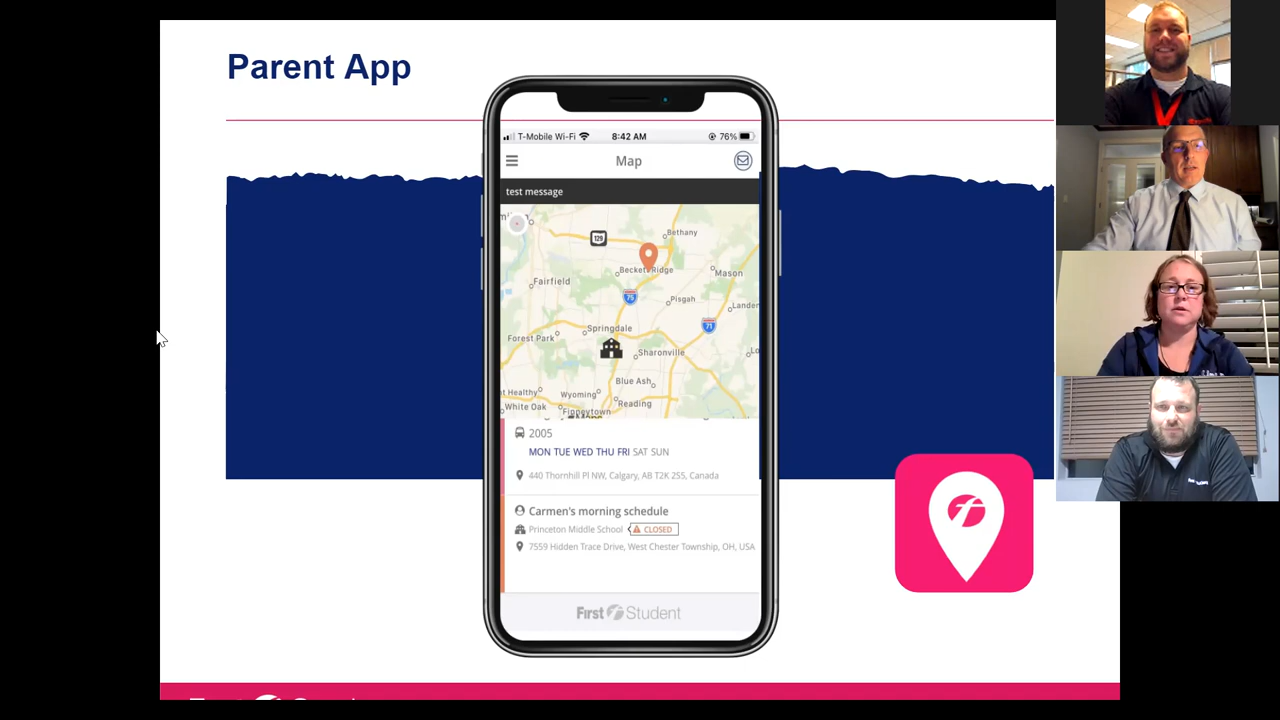 Parent App
T-Mobile Wi-Fi 8:42 AM 76%
Map
test message
129
Bethany
Beckett Ridge
Fairfield
Mason
75
Pisgah
71
Springdale
Forest Park
Sharonville
Blue Ash
Wyoming
Reading
White Oak
Finneytown
2005
MON TUE WED THU FRI SAT SUN
440 Thornhill Pl NW, Calgary, AB T2K 2S5, Canada
Carmen's morning schedule
Princeton Middle School CLOSED
7559 Hidden Trace Drive, West Chester Township, OH, USA
First Student